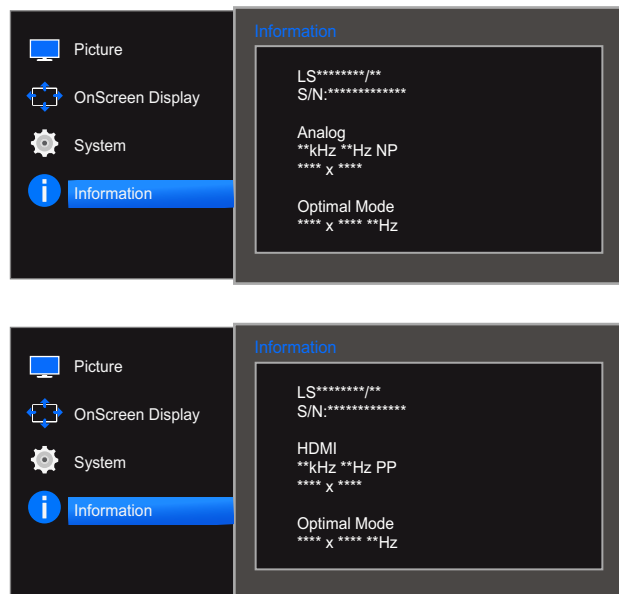 Picture
OnScreen Display
System
Information
Information
LS********/**
S/N:*************
Analog
**kHz **Hz NP
**** x ****
Optimal Mode
**** x **** **Hz
Picture
OnScreen Display
System
Information
Information
LS********/**
S/N:*************
HDMI
**kHz **Hz PP
**** x ****
Optimal Mode
**** x **** **Hz